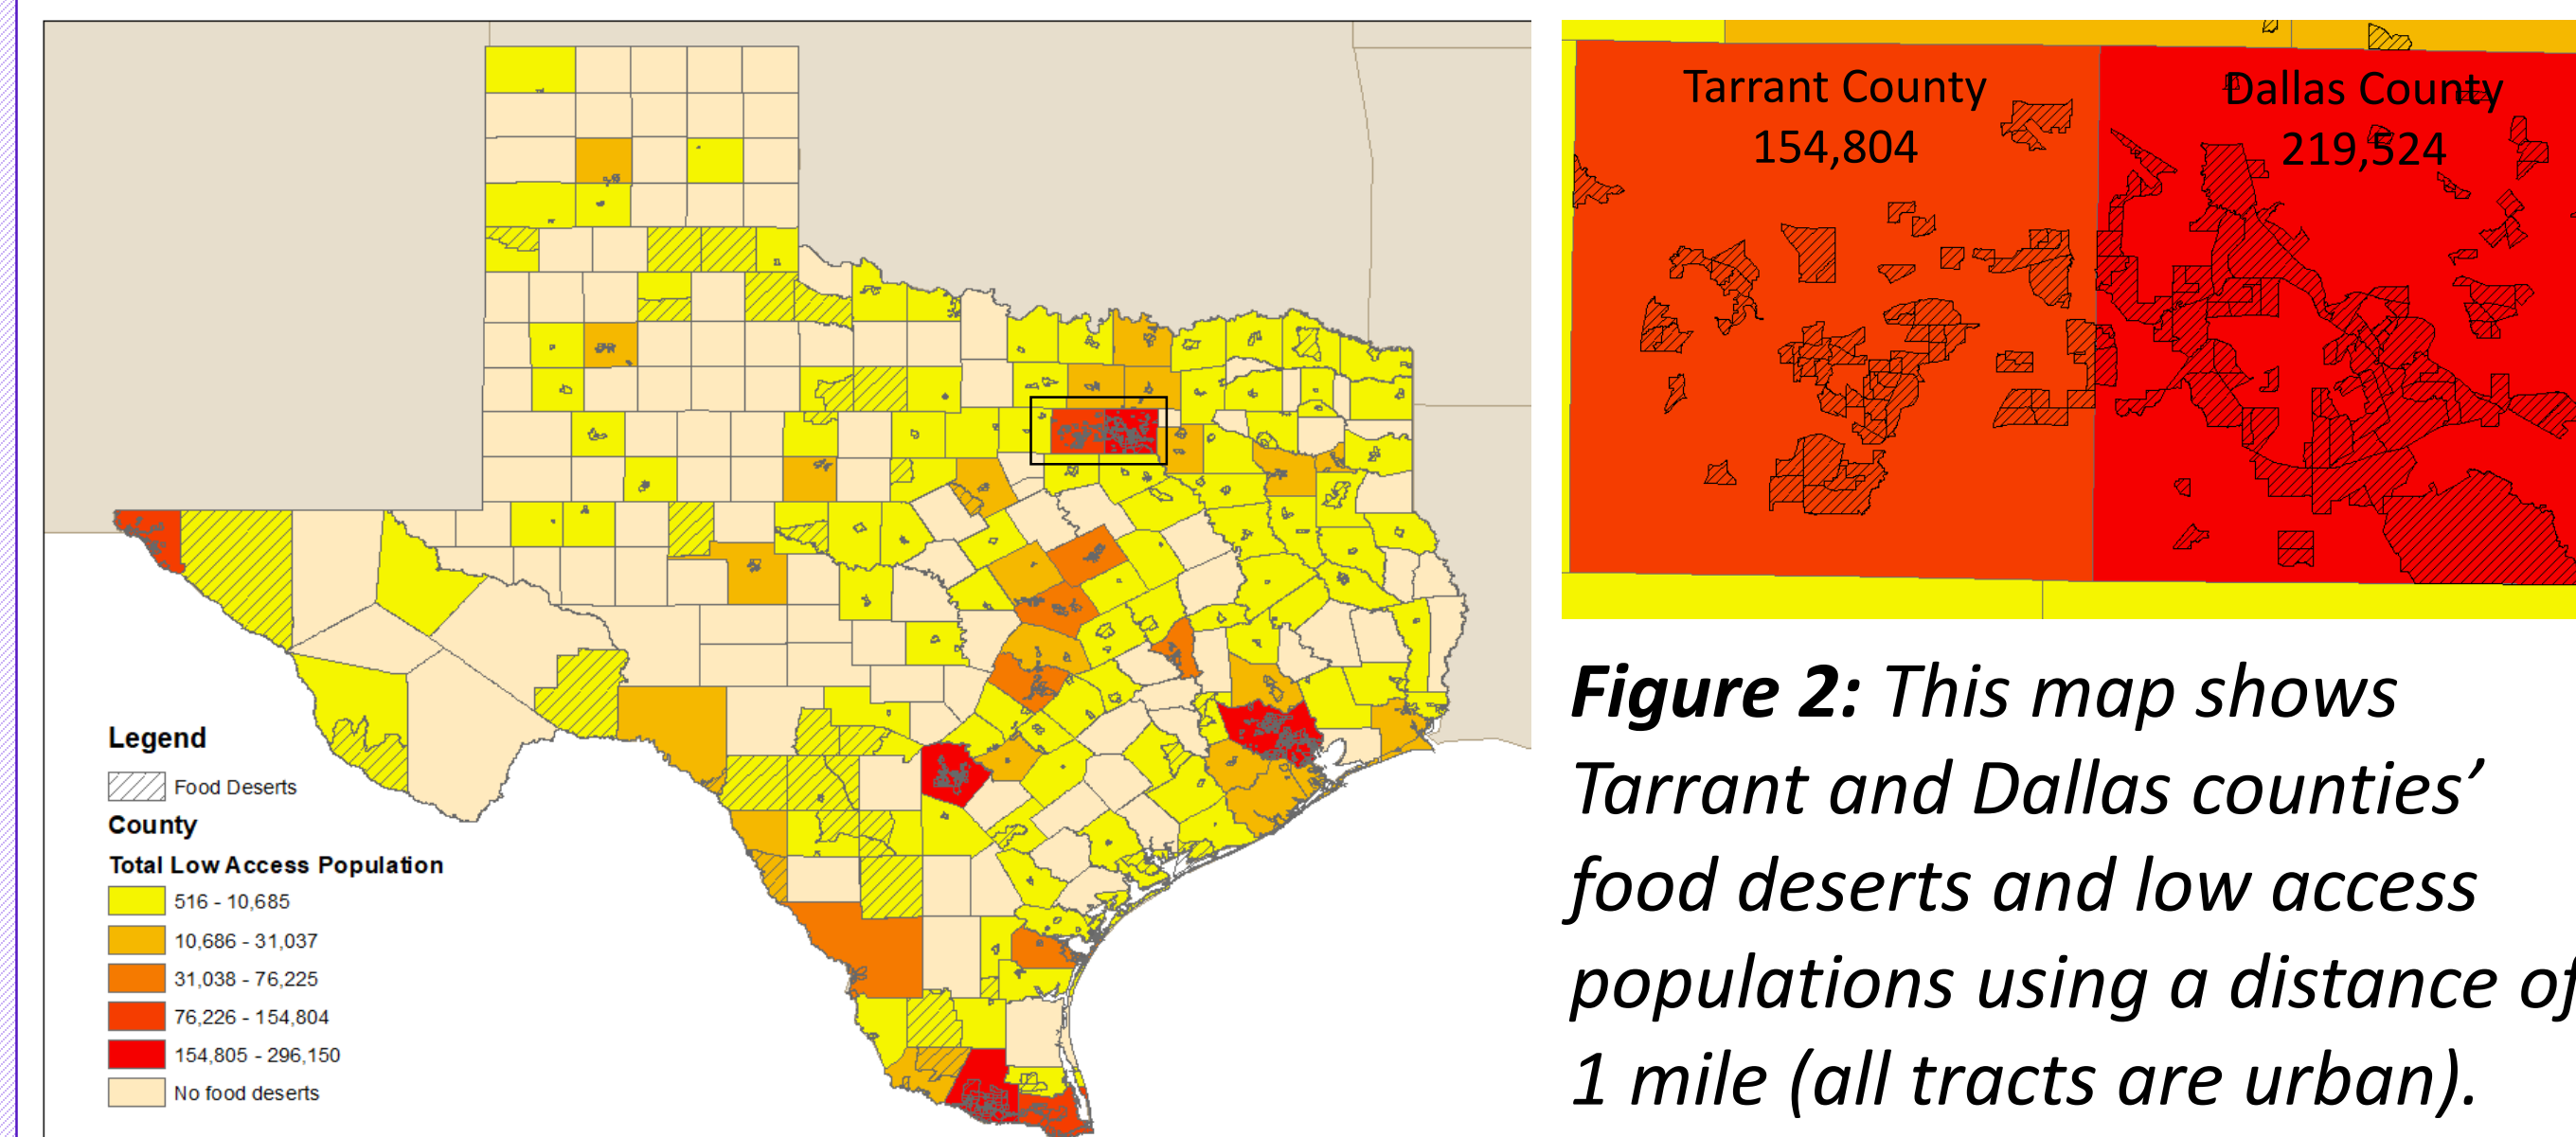 Legend
Food Deserts
County
Total Low Access Population
516 - 10,685
10,686 - 31,037
31,038 - 76,225
76,226 - 154,804
154,805 - 296,150
No food deserts
Tarrant County
154,804
Dallas County
219,524
Figure 2: This map shows
Tarrant and Dallas counties’
food deserts and low access
populations using a distance of
1 mile (all tracts are urban).